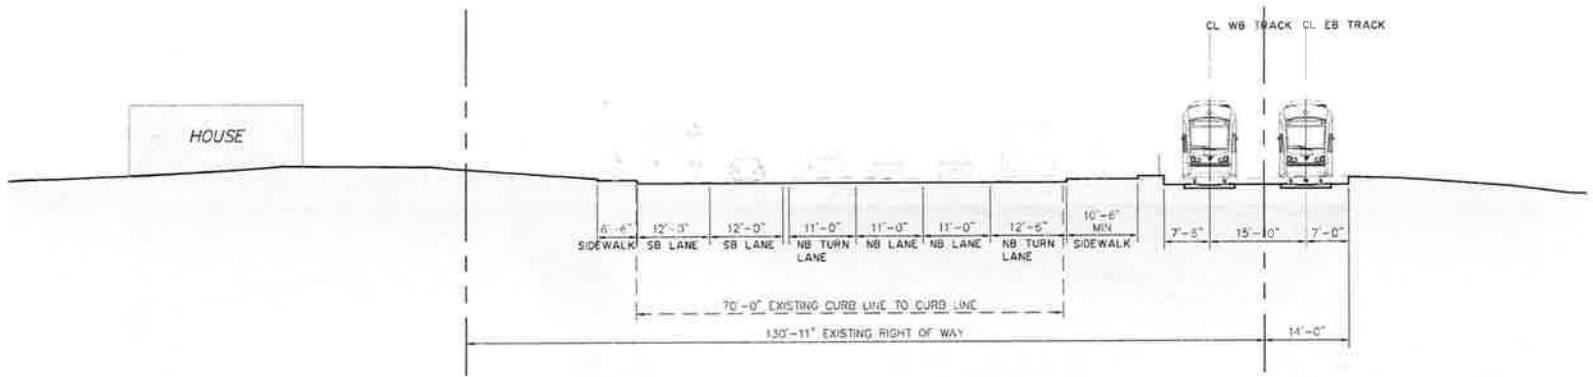 CL WB TRACK CL EB TRACK
HOUSE
6'-6" 12'-0" 12'-0" 11'-0" 11'-0" 11'-0" 12'-6" 10'-6" MIN 7'-6" 15'-10" 7'-0"
SIDEWALK SB LANE SB LANE NB TURN LANE NB LANE NB LANE NB TURN LANE SIDEWALK
70'-0" EXISTING CURB LINE TO CURB LINE
130'-11" EXISTING RIGHT OF WAY 14'-0"